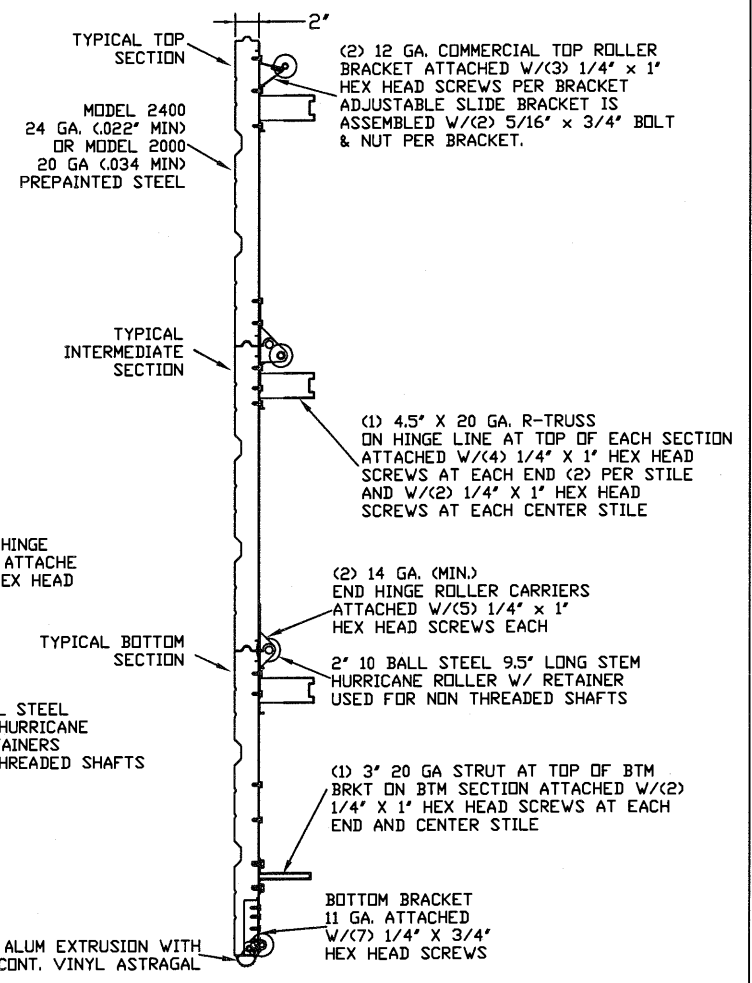 2"
TYPICAL TOP
SECTION
(2) 12 GA. COMMERCIAL TOP ROLLER
BRACKET ATTACHED W/(3) 1/4" x 1"
HEX HEAD SCREWS PER BRACKET
ADJUSTABLE SLIDE BRACKET IS
ASSEMBLED W/(2) 5/16" x 3/4" BOLT
& NUT PER BRACKET.
MODEL 2400
24 GA. (.022" MIN)
OR MODEL 2000
20 GA (.034 MIN)
PREPAINTED STEEL
TYPICAL
INTERMEDIATE
SECTION
(1) 4.5" X 20 GA. R-TRUSS
ON HINGE LINE AT TOP OF EACH SECTION
ATTACHED W/(4) 1/4" X 1" HEX HEAD
SCREWS AT EACH END (2) PER STILE
AND W/(2) 1/4" X 1" HEX HEAD
SCREWS AT EACH CENTER STILE
HINGE
ATTACHE
EX HEAD
(2) 14 GA. (MIN.)
END HINGE ROLLER CARRIERS
ATTACHED W/(5) 1/4" x 1"
HEX HEAD SCREWS EACH
TYPICAL BOTTOM
SECTION
2" 10 BALL STEEL 9.5" LONG STEM
HURRICANE ROLLER W/ RETAINER
USED FOR NON THREADED SHAFTS
L STEEL
HURRICANE
TAINERS
HREADED SHAFTS
(1) 3" 20 GA STRUT AT TOP OF BTM
BRKT ON BTM SECTION ATTACHED W/(2)
1/4" X 1" HEX HEAD SCREWS AT EACH
END AND CENTER STILE
BOTTOM BRACKET
11 GA. ATTACHED
W/(7) 1/4" X 3/4"
HEX HEAD SCREWS
ALUM EXTRUSION WITH
CONT. VINYL ASTRAGAL